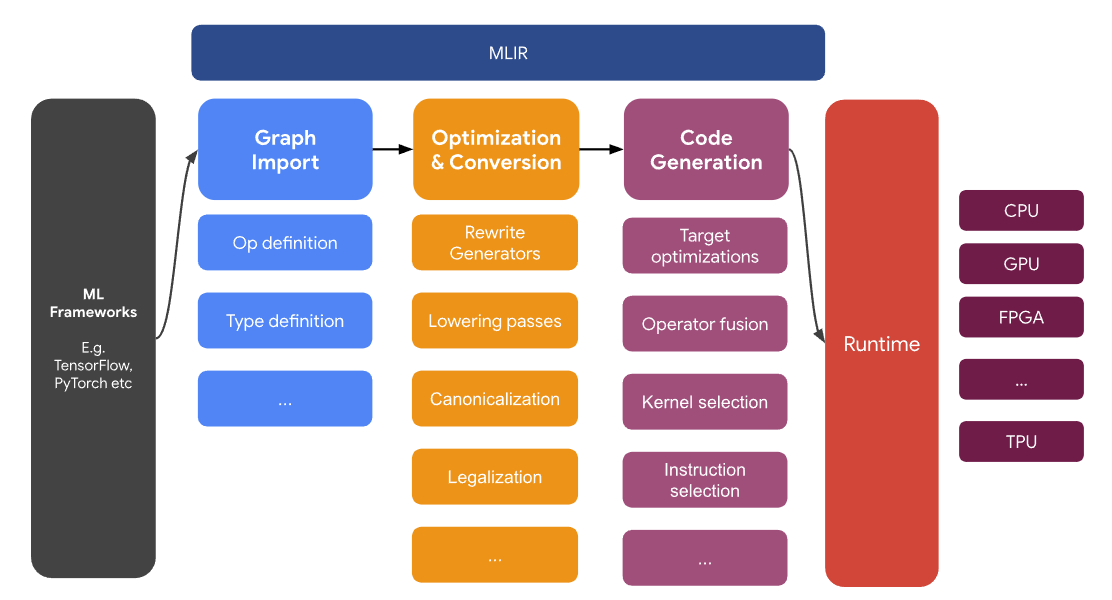 MLIR
ML
Frameworks
E.g.
TensorFlow,
PyTorch etc
Graph
Import
Op definition
Type definition
...
Optimization
& Conversion
Rewrite
Generators
Lowering passes
Canonicalization
Legalization
...
Code
Generation
Target
optimizations
Operator fusion
Kernel selection
Instruction
selection
...
Runtime
CPU
GPU
FPGA
...
TPU